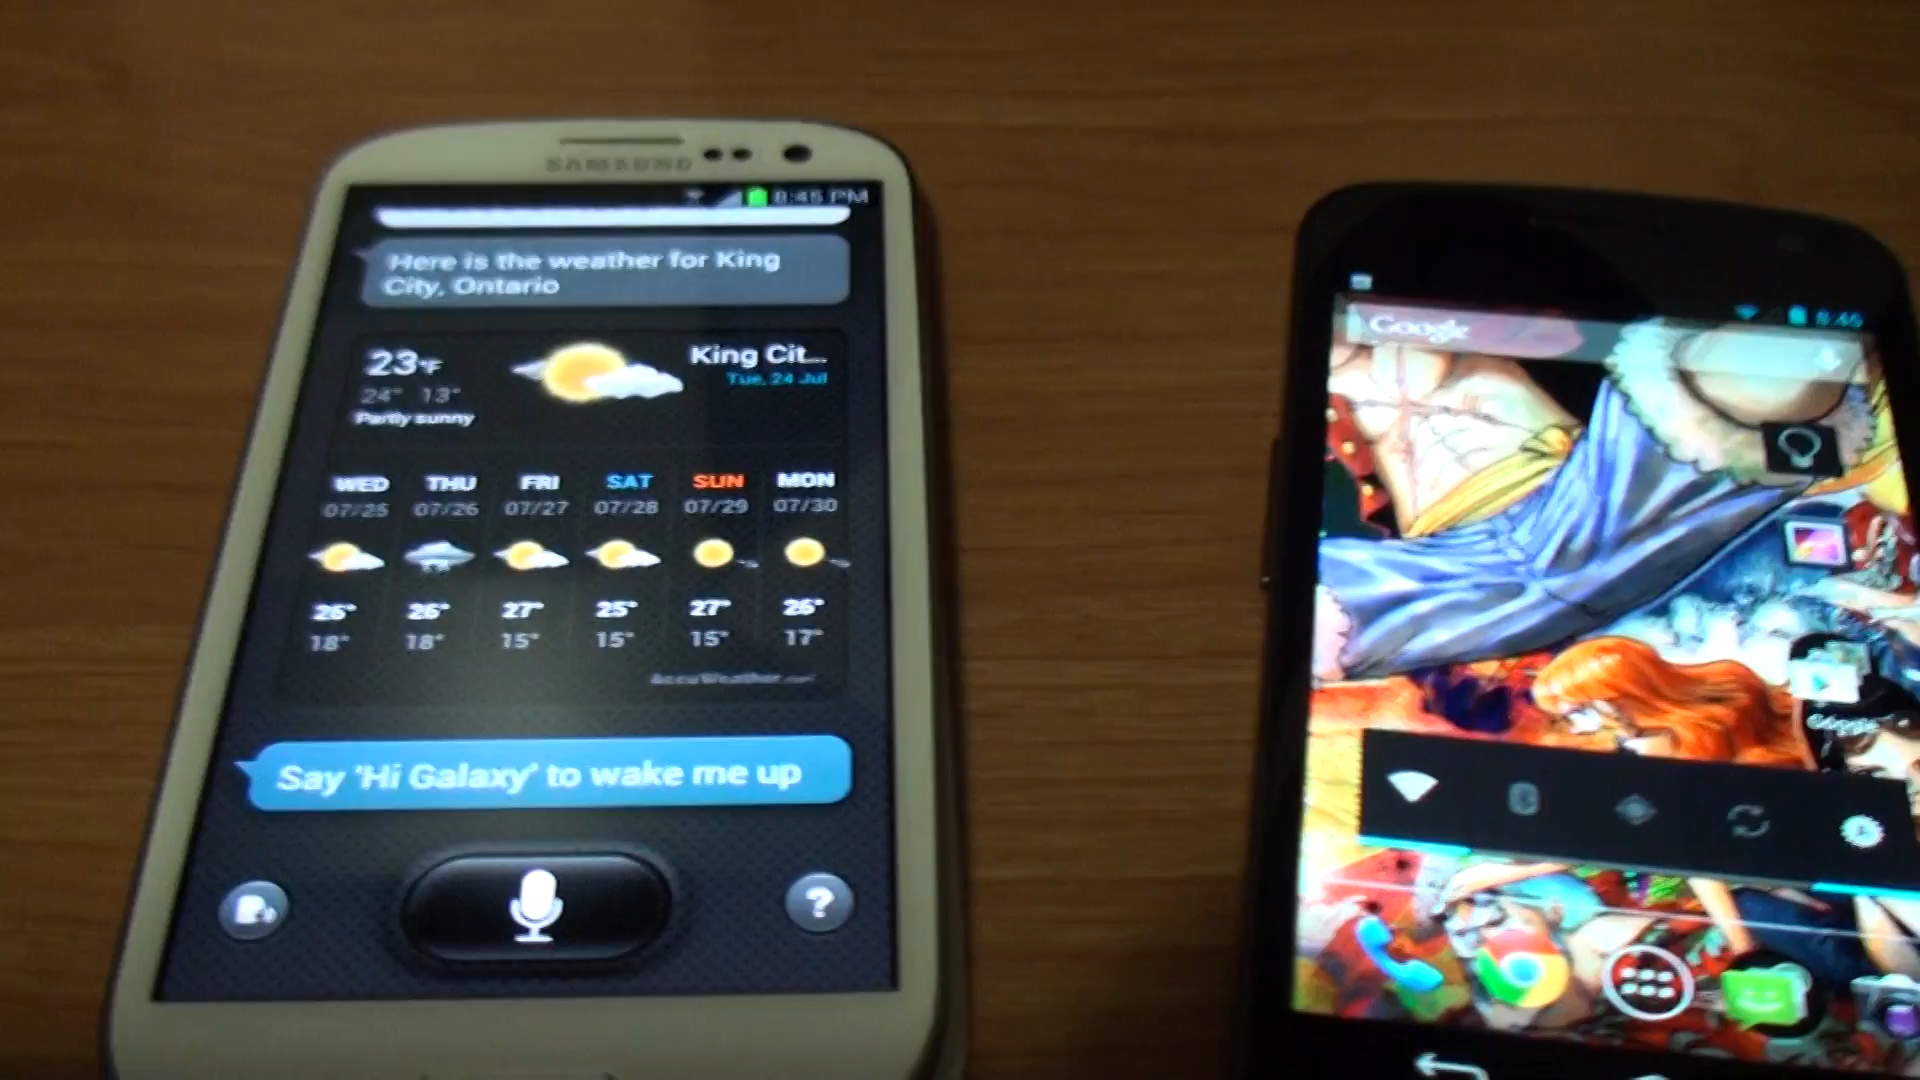 SAMSUNG
8:45 PM
Here is the weather for King
City, Ontario
23°F
King Cit...
Tue, 24 Jul
24° 13°
Partly sunny
WED THU FRI SAT SUN MON
07/25 07/26 07/27 07/28 07/29 07/30
26° 26° 27° 25° 27° 26°
18° 18° 15° 15° 15° 17°
AccuWeather.com
Say 'Hi Galaxy' to wake me up
?
Google
Google